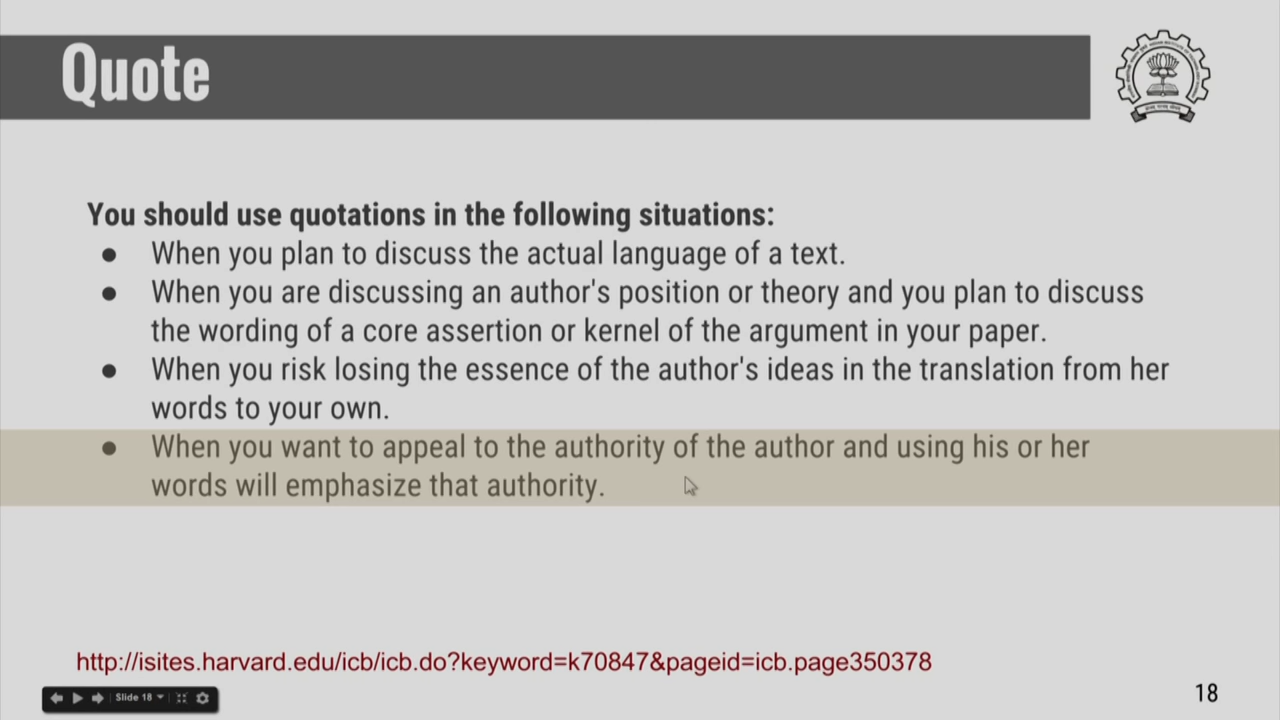 Quote
You should use quotations in the following situations:
● When you plan to discuss the actual language of a text.
● When you are discussing an author's position or theory and you plan to discuss
the wording of a core assertion or kernel of the argument in your paper.
● When you risk losing the essence of the author's ideas in the translation from her
words to your own.
● When you want to appeal to the authority of the author and using his or her
words will emphasize that authority.
http://isites.harvard.edu/icb/icb.do?keyword=k70847&pageid=icb.page350378
Slide 18
18